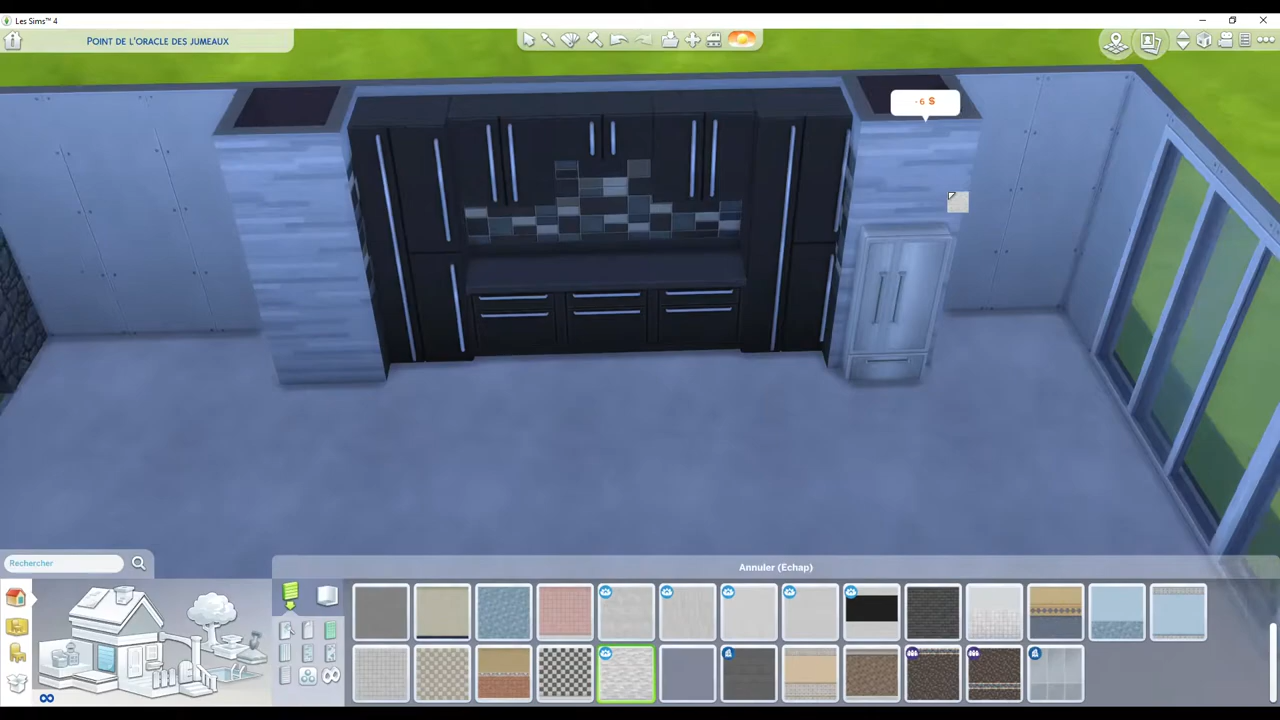 Les Sims™ 4
POINT DE L'ORACLE DES JUMEAUX
- 6 §
Rechercher
Annuler (Echap)